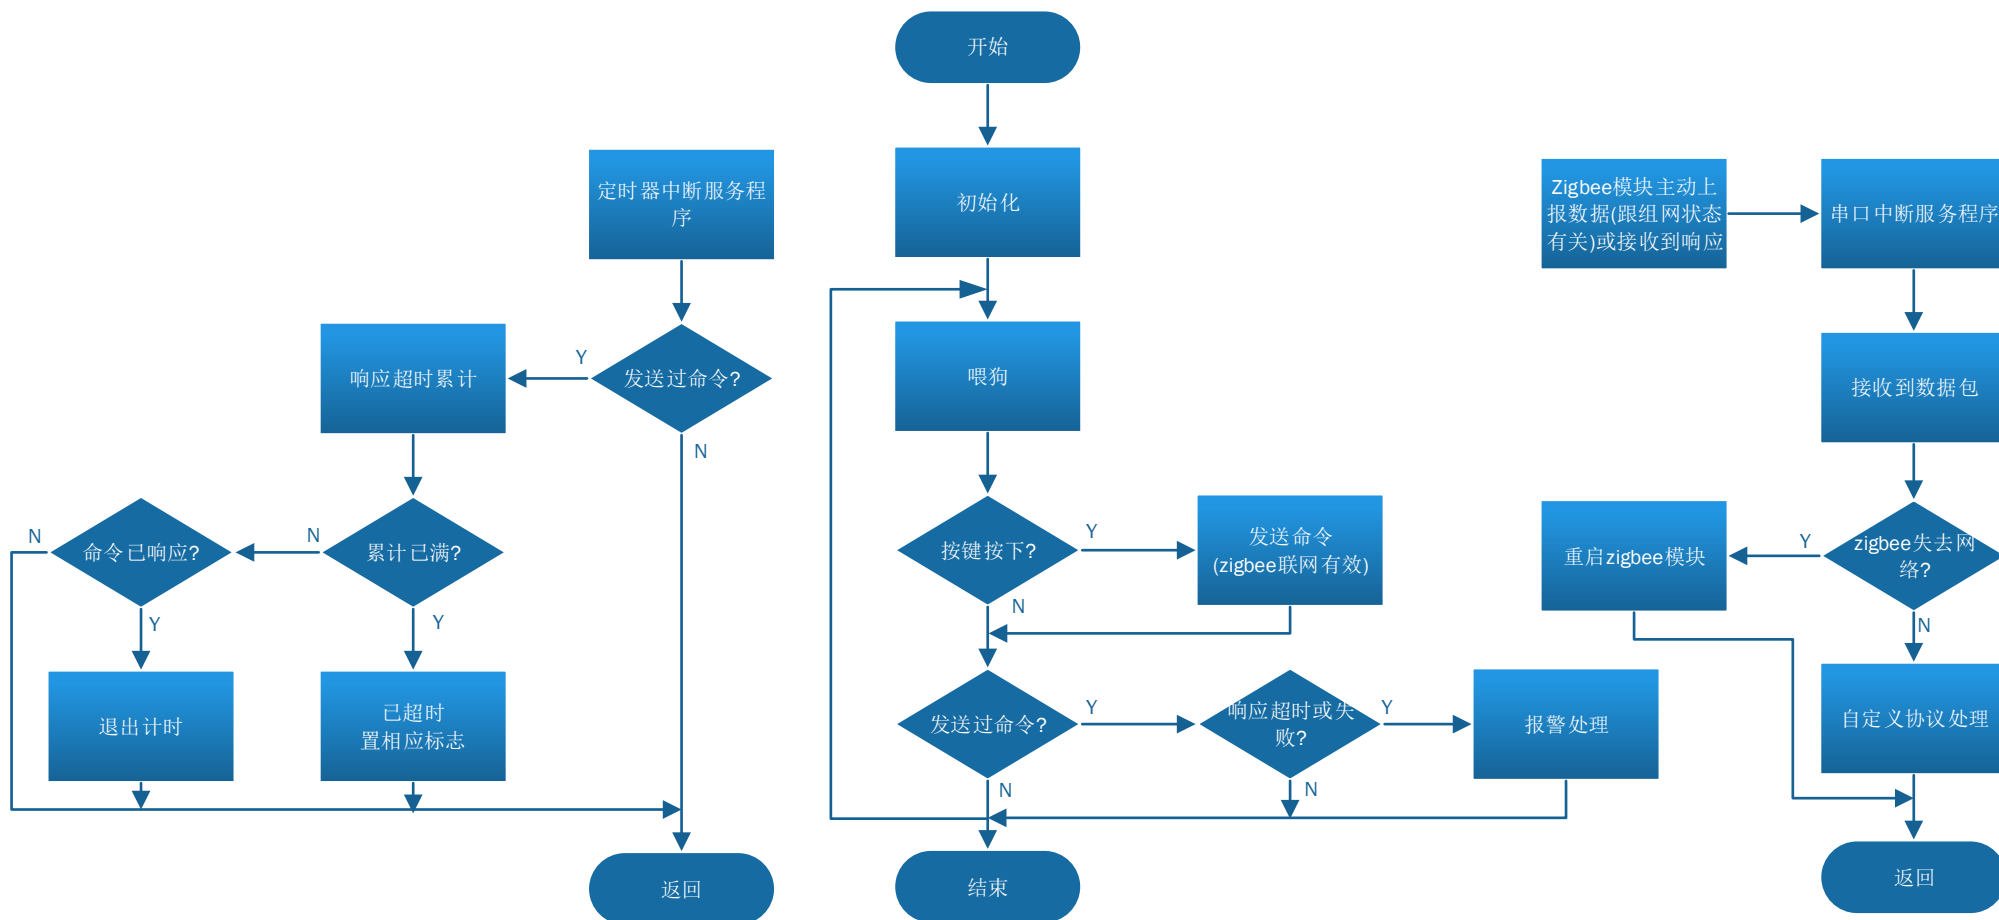 开始
定时器中断服务程
序
初始化
Zigbee模块主动上
报数据(跟组网状态
有关)或接收到响应
串口中断服务程序
响应超时累计
Y
发送过命令?
N
喂狗
接收到数据包
N
命令已响应?
N
累计已满?
Y
Y
按键按下?
Y
N
发送命令
(zigbee联网有效)
重启zigbee模块
Y
zigbee失去网
络?
N
退出计时
已超时
置相应标志
发送过命令?
Y
N
响应超时或失
败?
Y
N
报警处理
自定义协议处理
返回
结束
返回